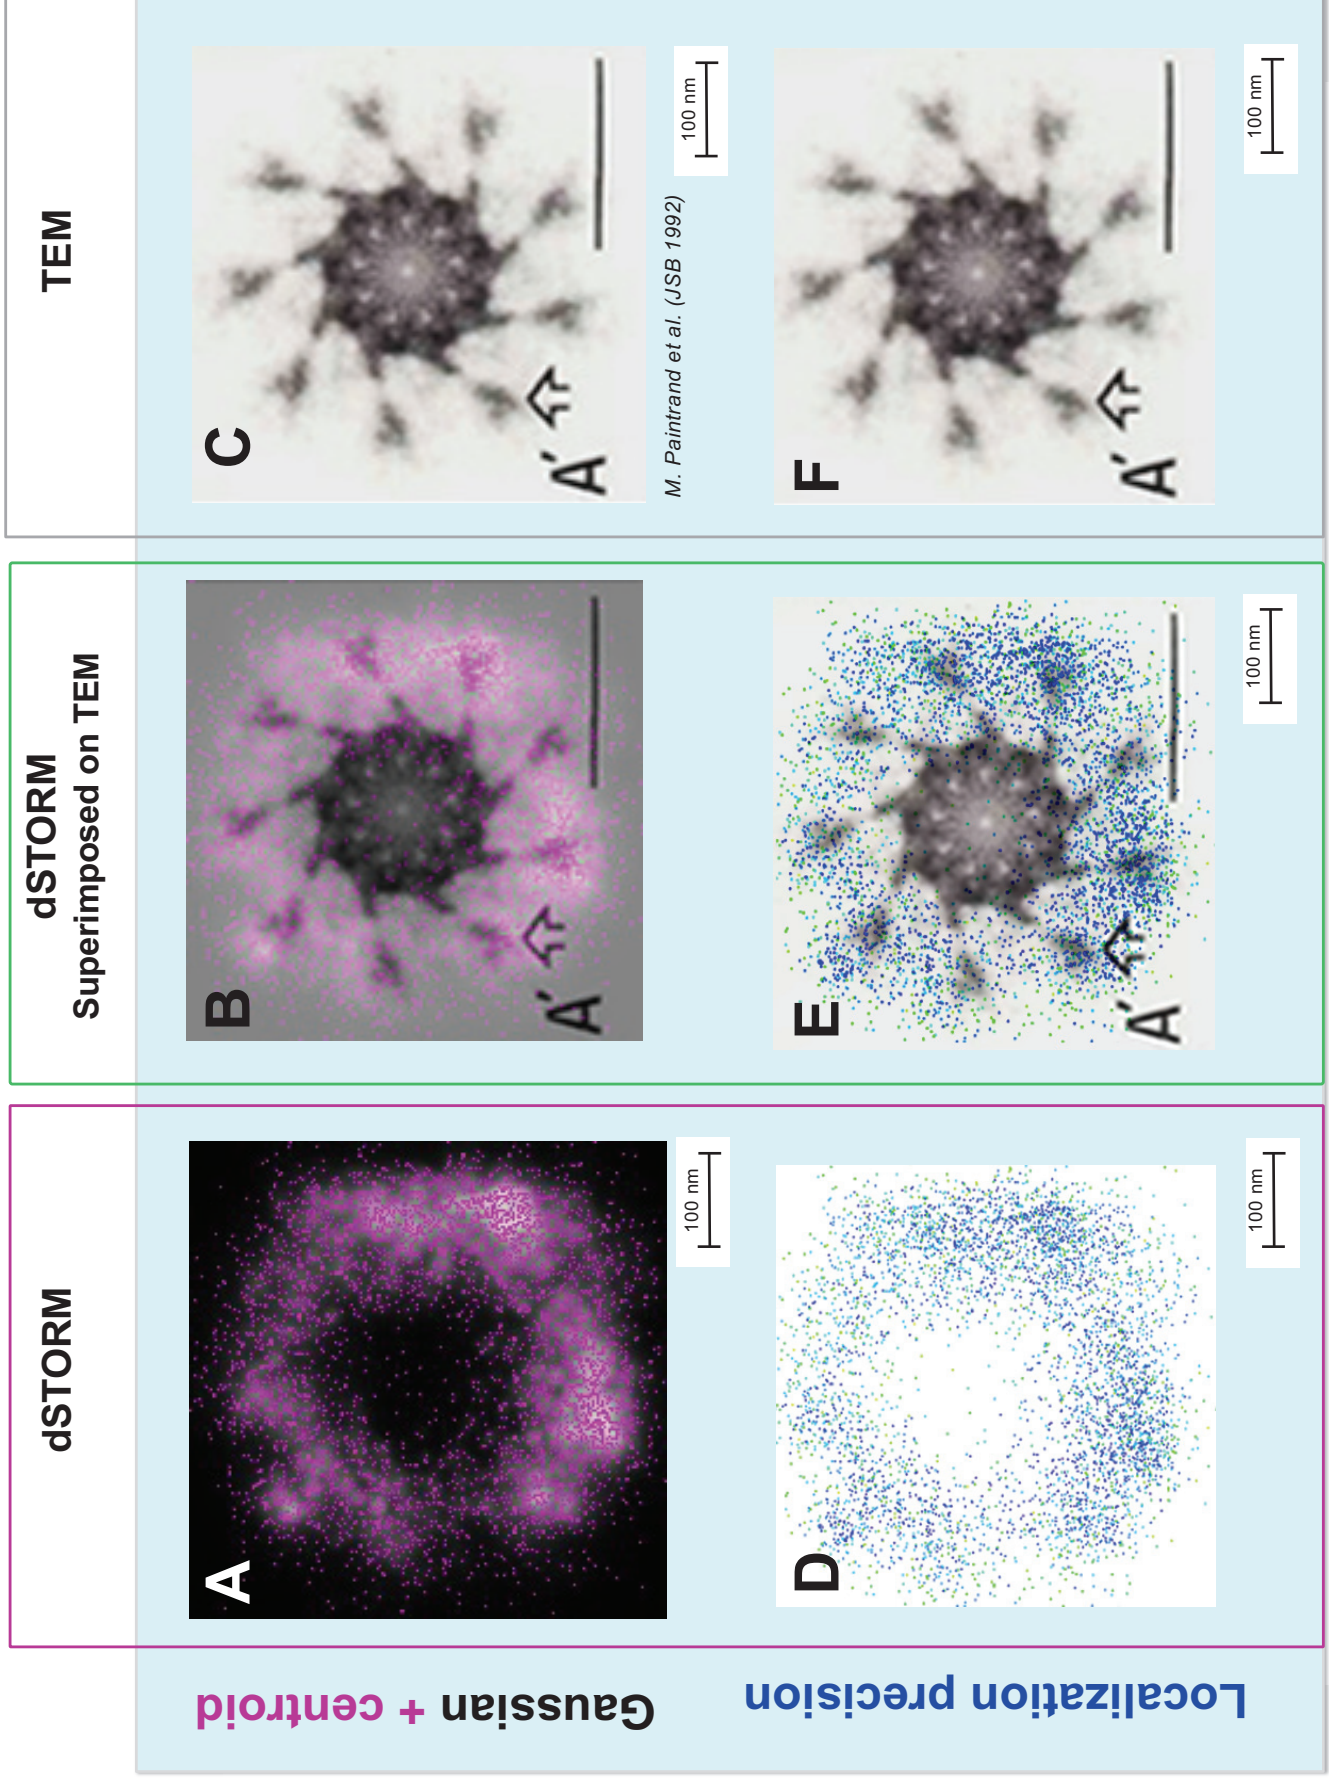 dSTORM
dSTORM
Superimposed on TEM
TEM
Gaussian + centroid
A
100 nm
B
A'
C
A'
100 nm
M. Paintrand et al. (JSB 1992)
Localization precision
D
100 nm
E
A'
100 nm
F
A'
100 nm